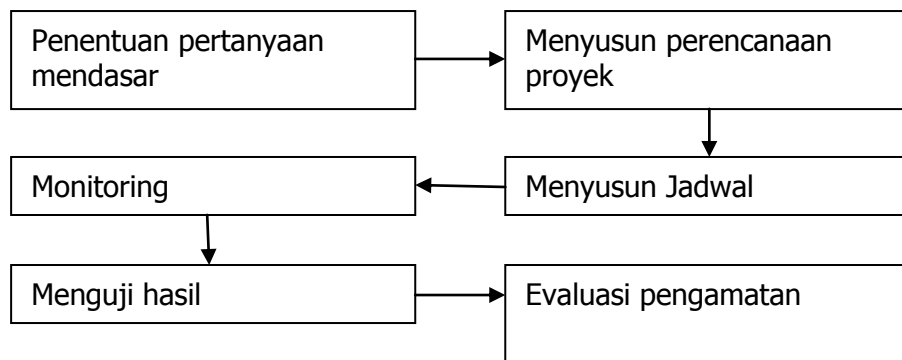 Penentuan pertanyaan
mendasar
Menyusun perencanaan
proyek
Menyusun Jadwal
Monitoring
Menguji hasil
Evaluasi pengamatan